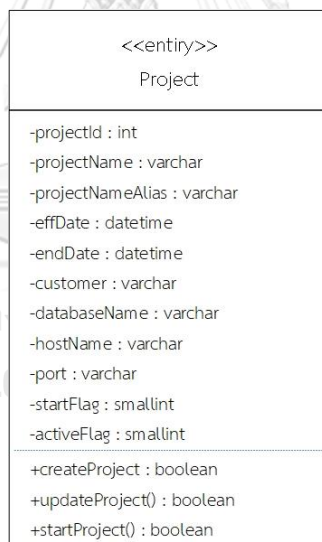 <<entiry>>
Project
-projectId : int
-projectName : varchar
-projectNameAlias : varchar
-effDate : datetime
-endDate : datetime
-customer : varchar
-databaseName : varchar
-hostName : varchar
-port : varchar
-startFlag : smallint
-activeFlag : smallint
+createProject : boolean
+updateProject() : boolean
+startProject() : boolean